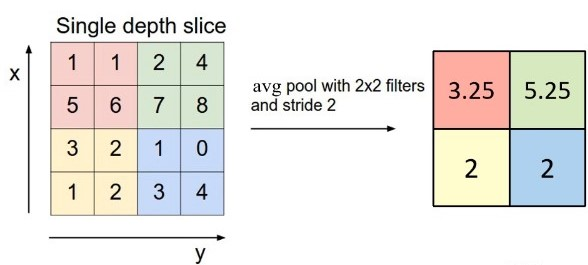 Single depth slice
x
1 1 2 4
5 6 7 8
3 2 1 0
1 2 3 4
y
avg pool with 2x2 filters
and stride 2
3.25 5.25
2 2